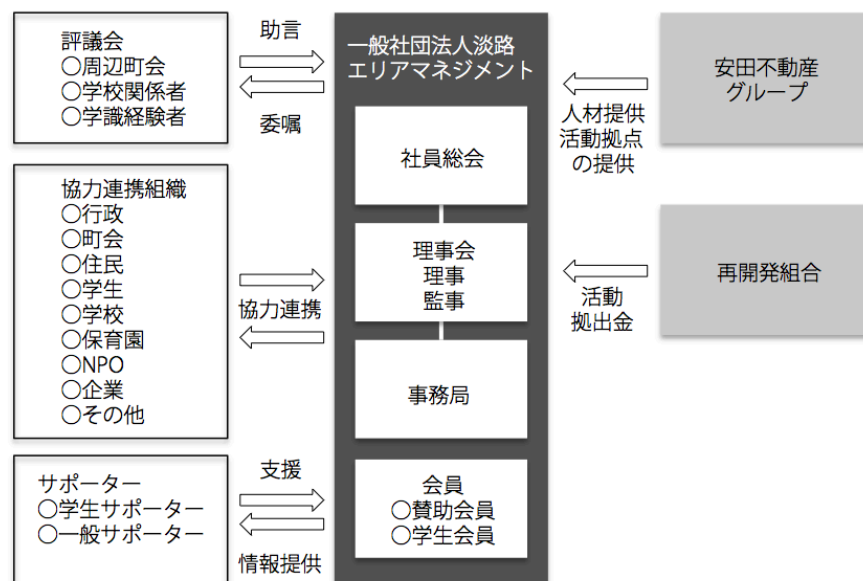 評議会
○周辺町会
○学校関係者
○学識経験者
助言
委嘱
協力連携組織
○行政
○町会
○住民
○学生
○学校
○保育園
○NPO
○企業
○その他
協力連携
サポーター
○学生サポーター
○一般サポーター
支援
情報提供
一般社団法人淡路
エリアマネジメント
社員総会
理事会
理事
監事
事務局
会員
○賛助会員
○学生会員
人材提供
活動拠点
の提供
安田不動産
グループ
活動
拠出金
再開発組合